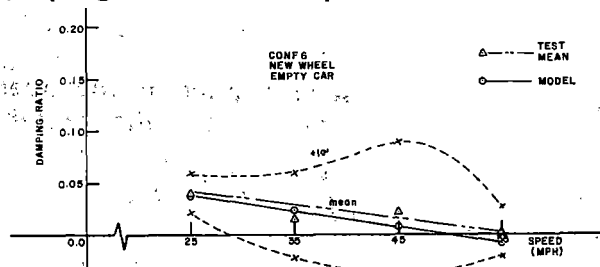 0.20
CONF 6
NEW WHEEL
EMPTY CAR
TEST
MEAN
MODEL
0.15
DAMPING RATIO
0.10
0.05
mean
0.0
25
35
45
SPEED
(MPH)